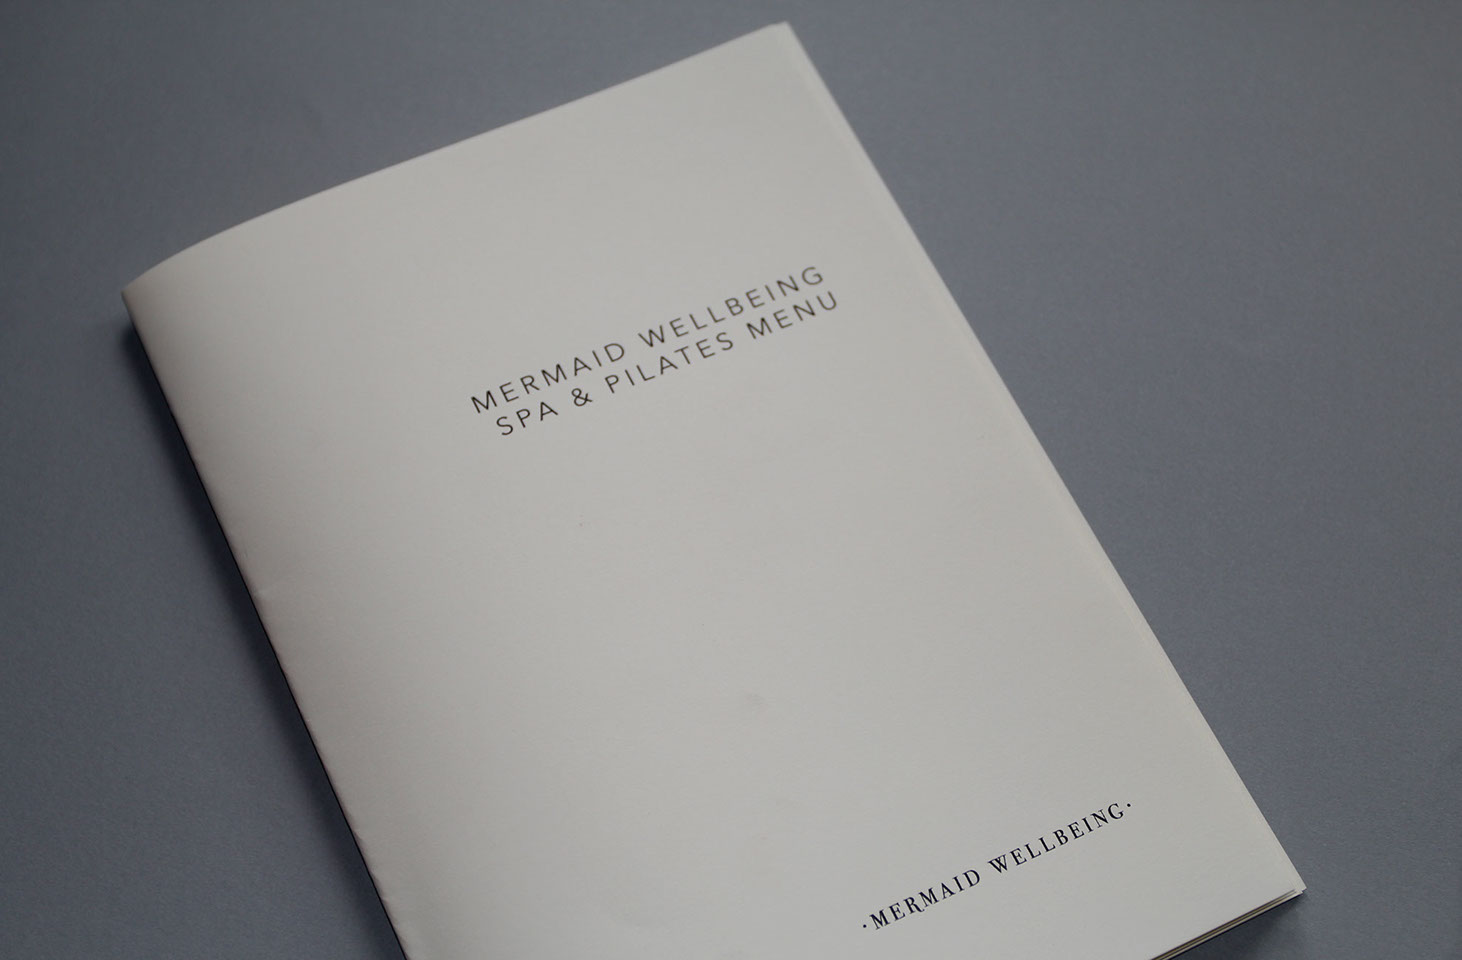 MERMAID WELLBEING
SPA & PILATES MENU
·MERMAID WELLBEING·